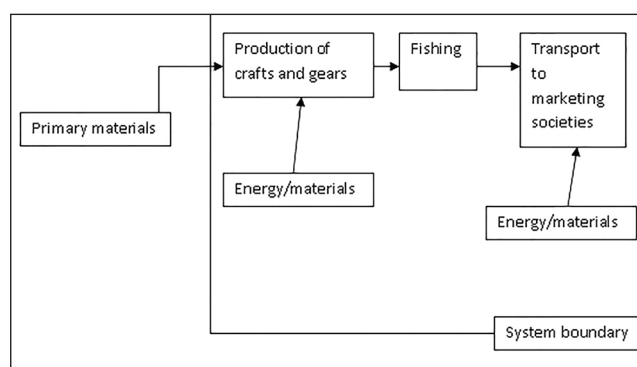 Production of
crafts and gears
Fishing
Transport
to
marketing
societies
Primary materials
Energy/materials
Energy/materials
System boundary